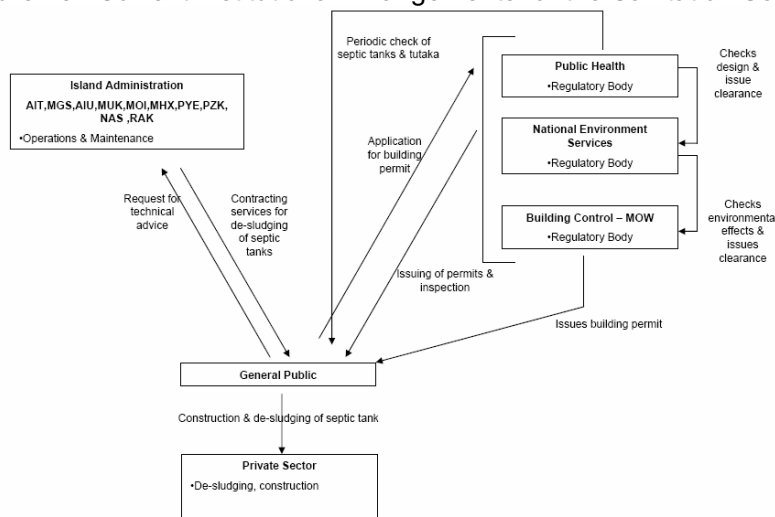 Periodic check of
septic tanks & tutaka
Public Health
•Regulatory Body
Checks
design &
issue
clearance
Island Administration
AIT,MGS,AIU,MUK,MOI,MHX,PYE,PZK,
NAS ,RAK
•Operations & Maintenance
Application
for building
permit
National Environment
Services
•Regulatory Body
Request for
technical
advice
Contracting
services for
de-sludging
of septic
tanks
Building Control – MOW
•Regulatory Body
Checks
environmenta
effects &
issues
clearance
Issuing of permits &
inspection
Issues building permit
General Public
Construction & de-sludging of septic tank
Private Sector
•De-sludging, construction